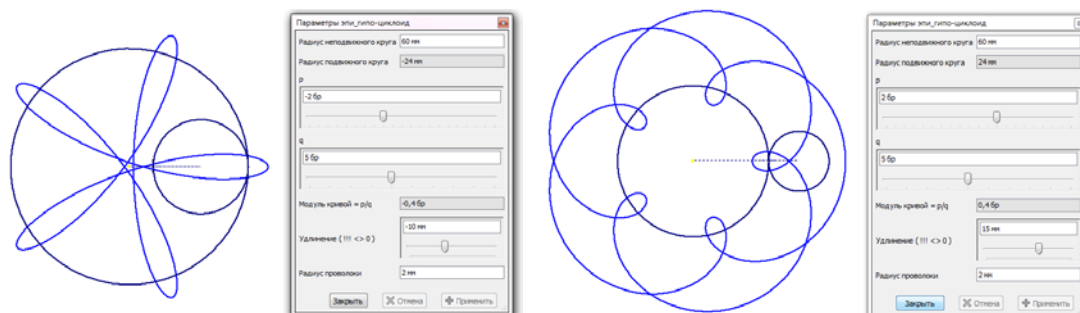 Параметры эпи_гипо-циклоид
Радиус неподвижного круга 60 мм
Радиус подвижного круга -24 мм
p
-2 бр
q
5 бр
Модуль кривой = p/q -0,4 бр
Удлинение ( !!! <> 0 ) -10 мм
Радиус проволоки 2 мм
Закрыть Отмена Применить
Параметры эпи_гипо-циклоид
Радиус неподвижного круга 60 мм
Радиус подвижного круга 24 мм
p
2 бр
q
5 бр
Модуль кривой = p/q 0,4 бр
Удлинение ( !!! <> 0 ) 15 мм
Радиус проволоки 2 мм
Закрыть Отмена Применить